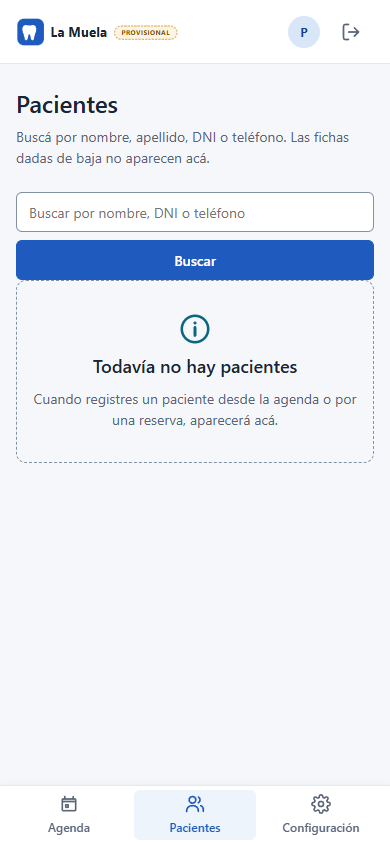 La Muela PROVISIONAL P
Pacientes
Buscá por nombre, apellido, DNI o teléfono. Las fichas
dadas de baja no aparecen acá.
Buscar por nombre, DNI o teléfono
Buscar
Todavía no hay pacientes
Cuando registres un paciente desde la agenda o por
una reserva, aparecerá acá.
Agenda Pacientes Configuración